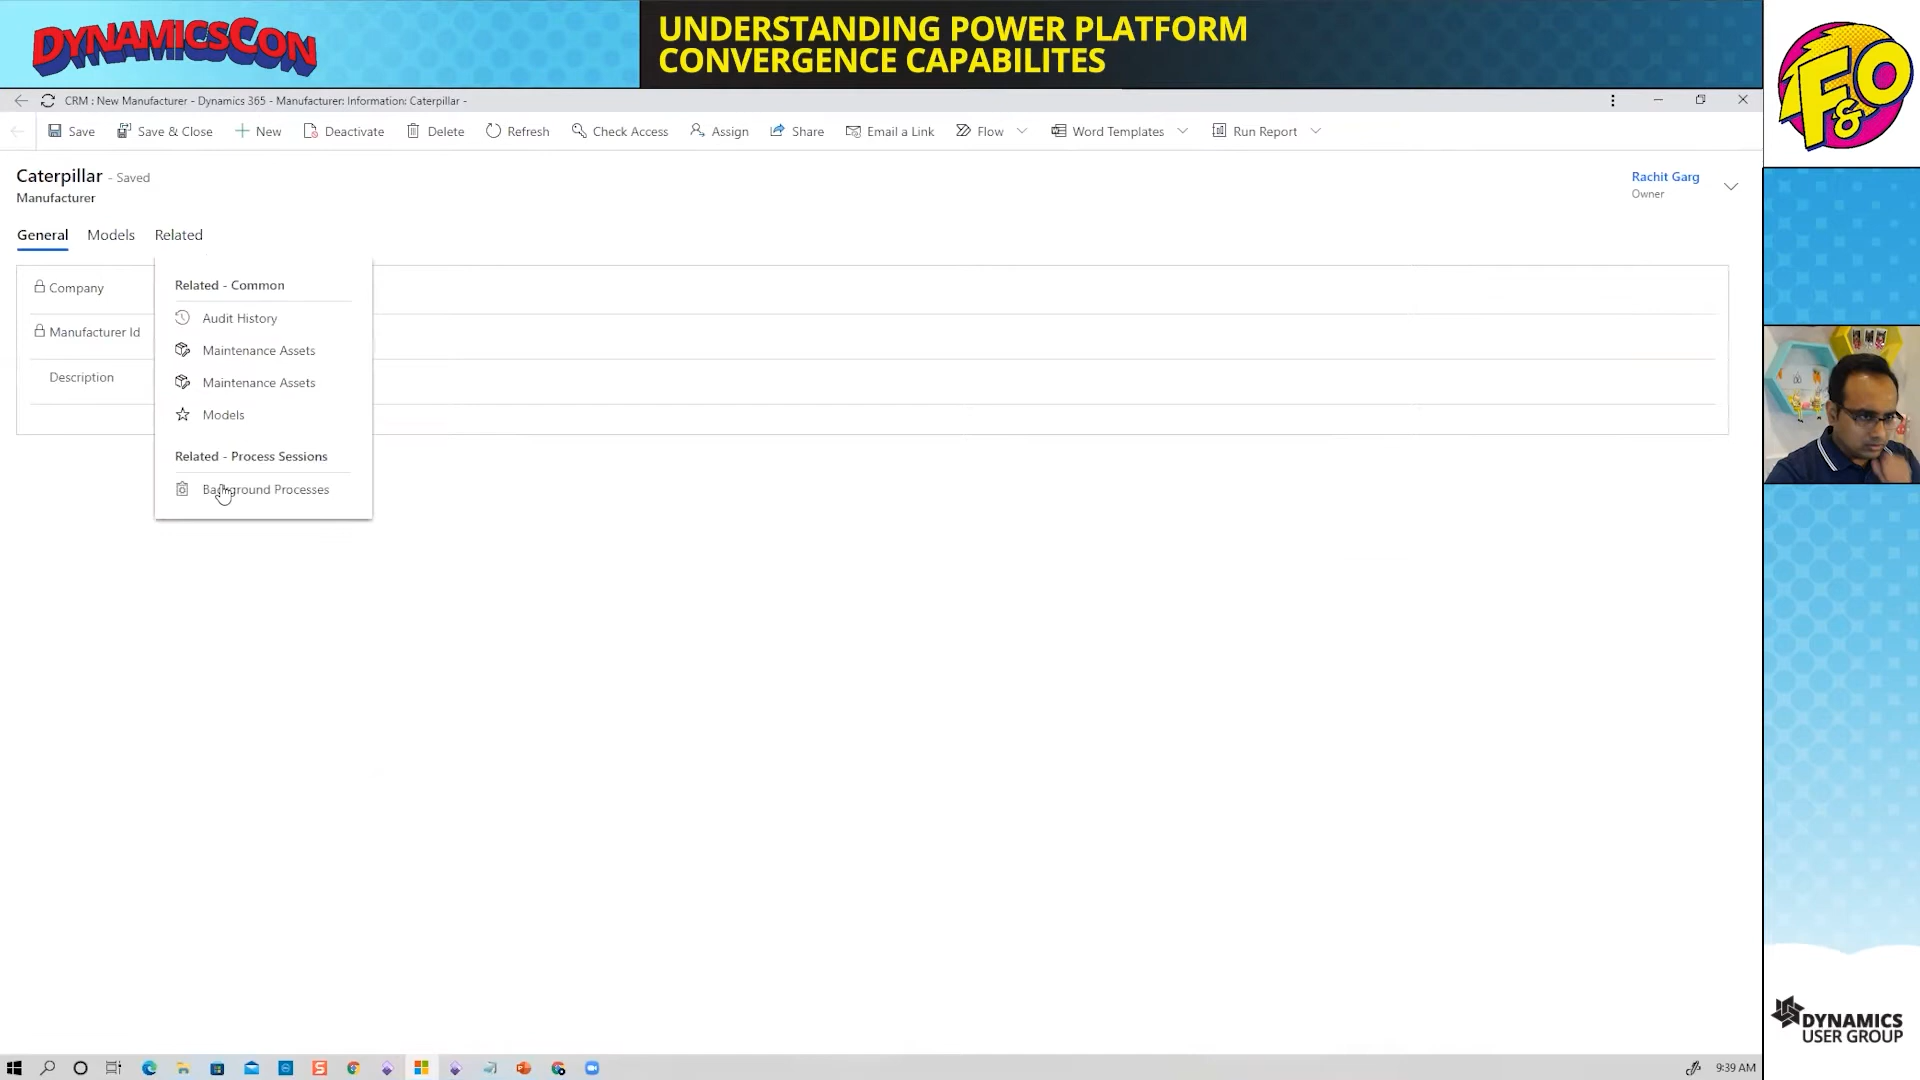 DYNAMICSCON
UNDERSTANDING POWER PLATFORM
CONVERGENCE CAPABILITES
F&O
CRM : New Manufacturer - Dynamics 365 - Manufacturer: Information: Caterpillar -
Save
Save & Close
New
Deactivate
Delete
Refresh
Check Access
Assign
Share
Email a Link
Flow
Word Templates
Run Report
Caterpillar - Saved
Manufacturer
Rachit Garg
Owner
General
Models
Related
Company
Manufacturer Id
Description
Related - Common
Audit History
Maintenance Assets
Maintenance Assets
Models
Related - Process Sessions
Background Processes
DYNAMICS
USER GROUP
9:39 AM